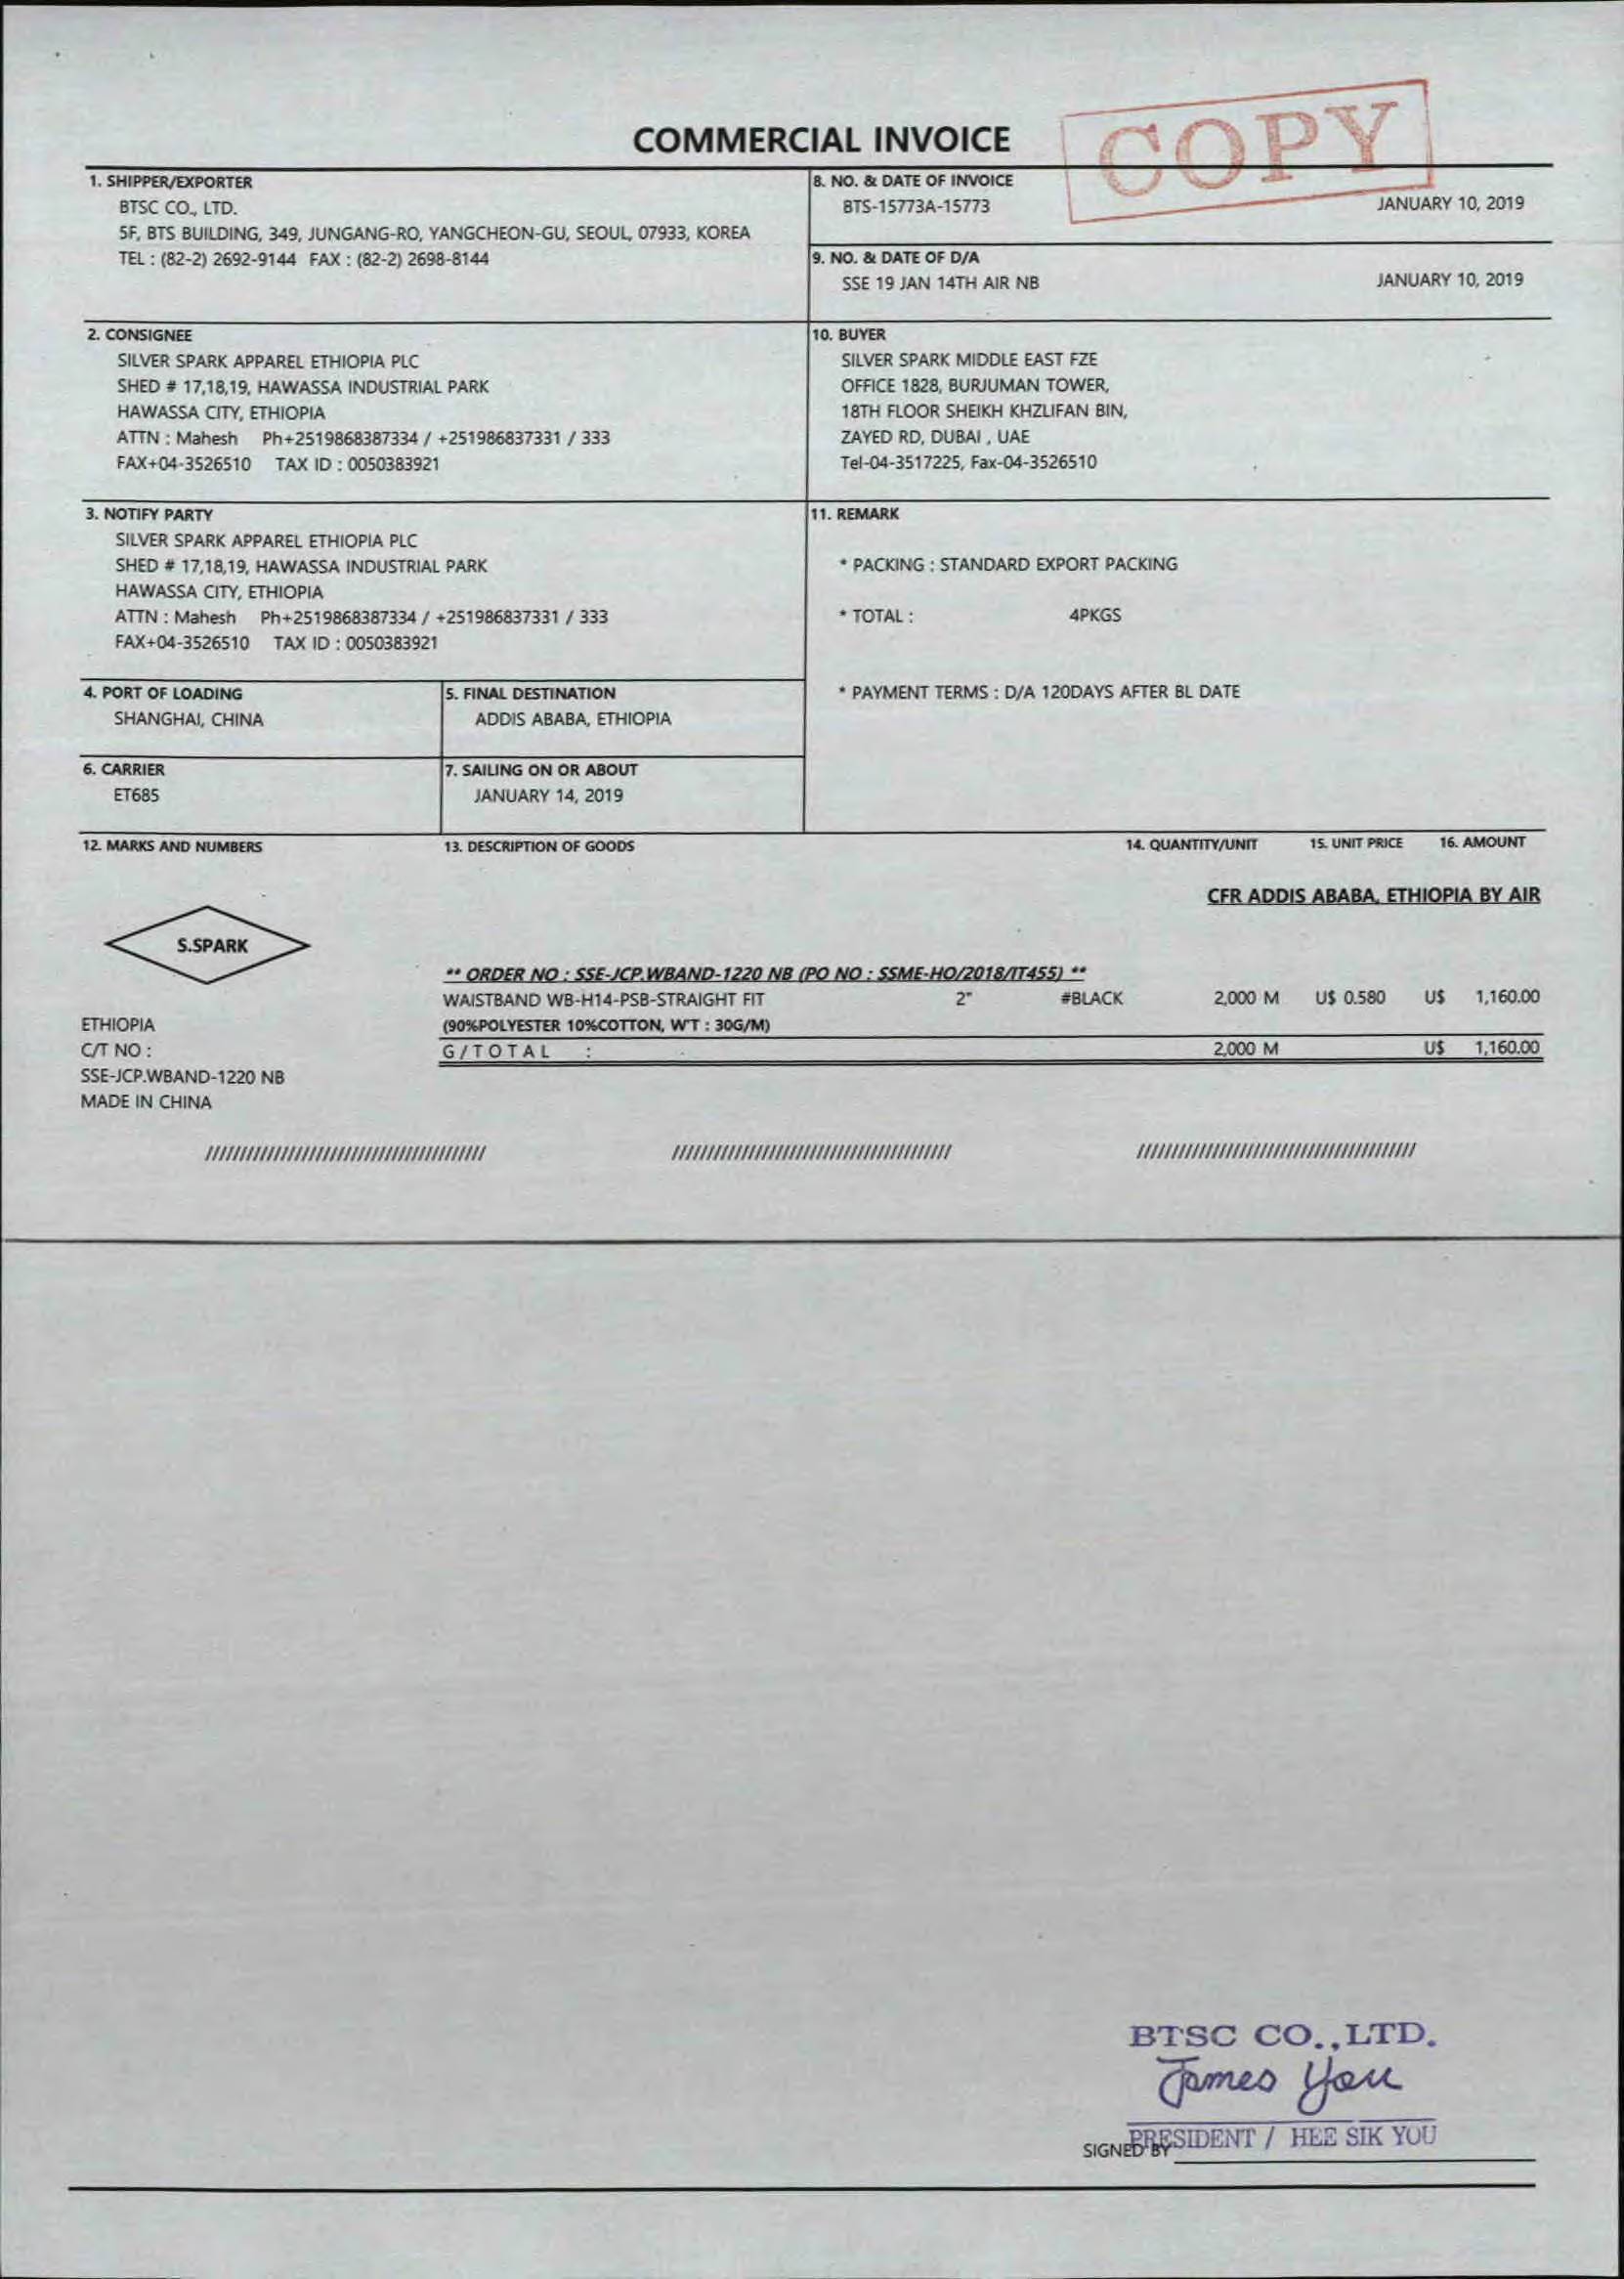 COPY
COMMERCIAL INVOICE
1. SHIPPER/EXPORTER
BTSC CO., LTD.
5F, BTS BUILDING, 349, JUNGANG-RO, YANGCHEON-GU, SEOUL, 07933, KOREA
TEL : (82-2) 2692-9144 FAX : (82-2) 2698-8144
8. NO. & DATE OF INVOICE
BTS-15773A-15773 JANUARY 10, 2019
9. NO. & DATE OF D/A
SSE 19 JAN 14TH AIR NB JANUARY 10, 2019
2. CONSIGNEE
SILVER SPARK APPAREL ETHIOPIA PLC
SHED # 17,18,19, HAWASSA INDUSTRIAL PARK
HAWASSA CITY, ETHIOPIA
ATTN : Mahesh Ph+2519868387334 / +251986837331 / 333
FAX+04-3526510 TAX ID : 0050383921
10. BUYER
SILVER SPARK MIDDLE EAST FZE
OFFICE 1828, BURJUMAN TOWER,
18TH FLOOR SHEIKH KHZLIFAN BIN,
ZAYED RD, DUBAI , UAE
Tel-04-3517225, Fax-04-3526510
3. NOTIFY PARTY
SILVER SPARK APPAREL ETHIOPIA PLC
SHED # 17,18,19, HAWASSA INDUSTRIAL PARK
HAWASSA CITY, ETHIOPIA
ATTN : Mahesh Ph+2519868387334 / +251986837331 / 333
FAX+04-3526510 TAX ID : 0050383921
11. REMARK
* PACKING : STANDARD EXPORT PACKING
* TOTAL : 4PKGS
* PAYMENT TERMS : D/A 120DAYS AFTER BL DATE
4. PORT OF LOADING
SHANGHAI, CHINA
5. FINAL DESTINATION
ADDIS ABABA, ETHIOPIA
6. CARRIER
ET685
7. SAILING ON OR ABOUT
JANUARY 14, 2019
12. MARKS AND NUMBERS 13. DESCRIPTION OF GOODS 14. QUANTITY/UNIT 15. UNIT PRICE 16. AMOUNT
CFR ADDIS ABABA, ETHIOPIA BY AIR
S.SPARK
** ORDER NO : SSE-JCP.WBAND-1220 NB (PO NO : SSME-HO/2018/IT455) **
WAISTBAND WB-H14-PSB-STRAIGHT FIT 2" #BLACK 2,000 M U$ 0.580 U$ 1,160.00
(90%POLYESTER 10%COTTON, W'T : 30G/M)
G/TOTAL : 2,000 M U$ 1,160.00
ETHIOPIA
C/T NO :
SSE-JCP.WBAND-1220 NB
MADE IN CHINA
//////////////////////////////////////// //////////////////////////////////////// ////////////////////////////////////////
BTSC CO.,LTD.
James You
PRESIDENT / HEE SIK YOU
SIGNED BY